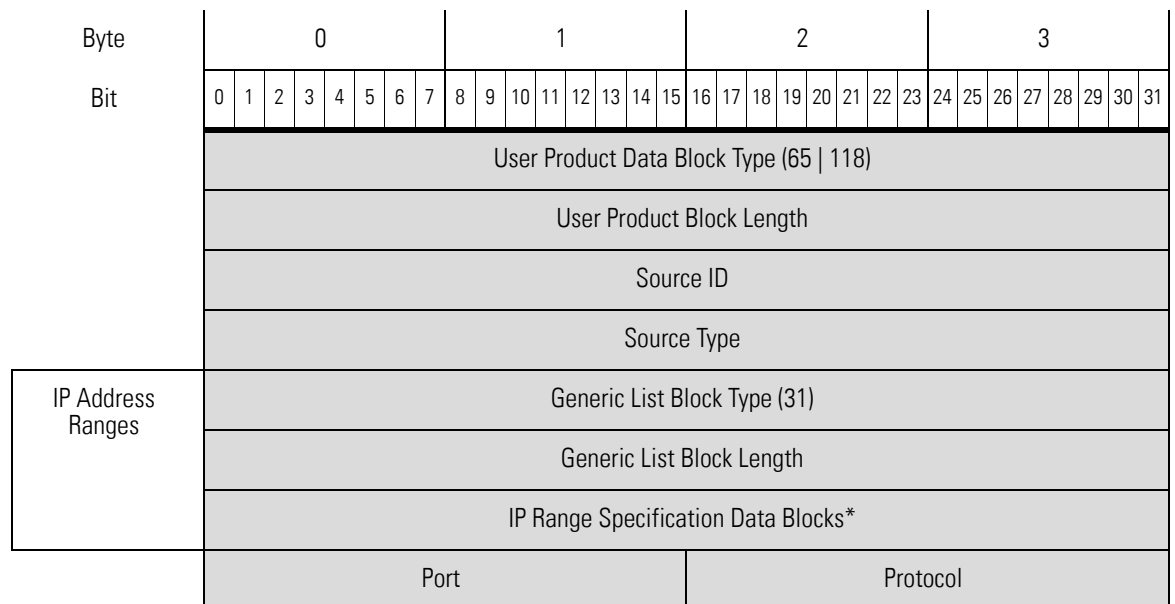 Byte 0 1 2 3
Bit 0 1 2 3 4 5 6 7 8 9 10 11 12 13 14 15 16 17 18 19 20 21 22 23 24 25 26 27 28 29 30 31
User Product Data Block Type (65 | 118)
User Product Block Length
Source ID
Source Type
IP Address
Ranges
Generic List Block Type (31)
Generic List Block Length
IP Range Specification Data Blocks*
Port Protocol